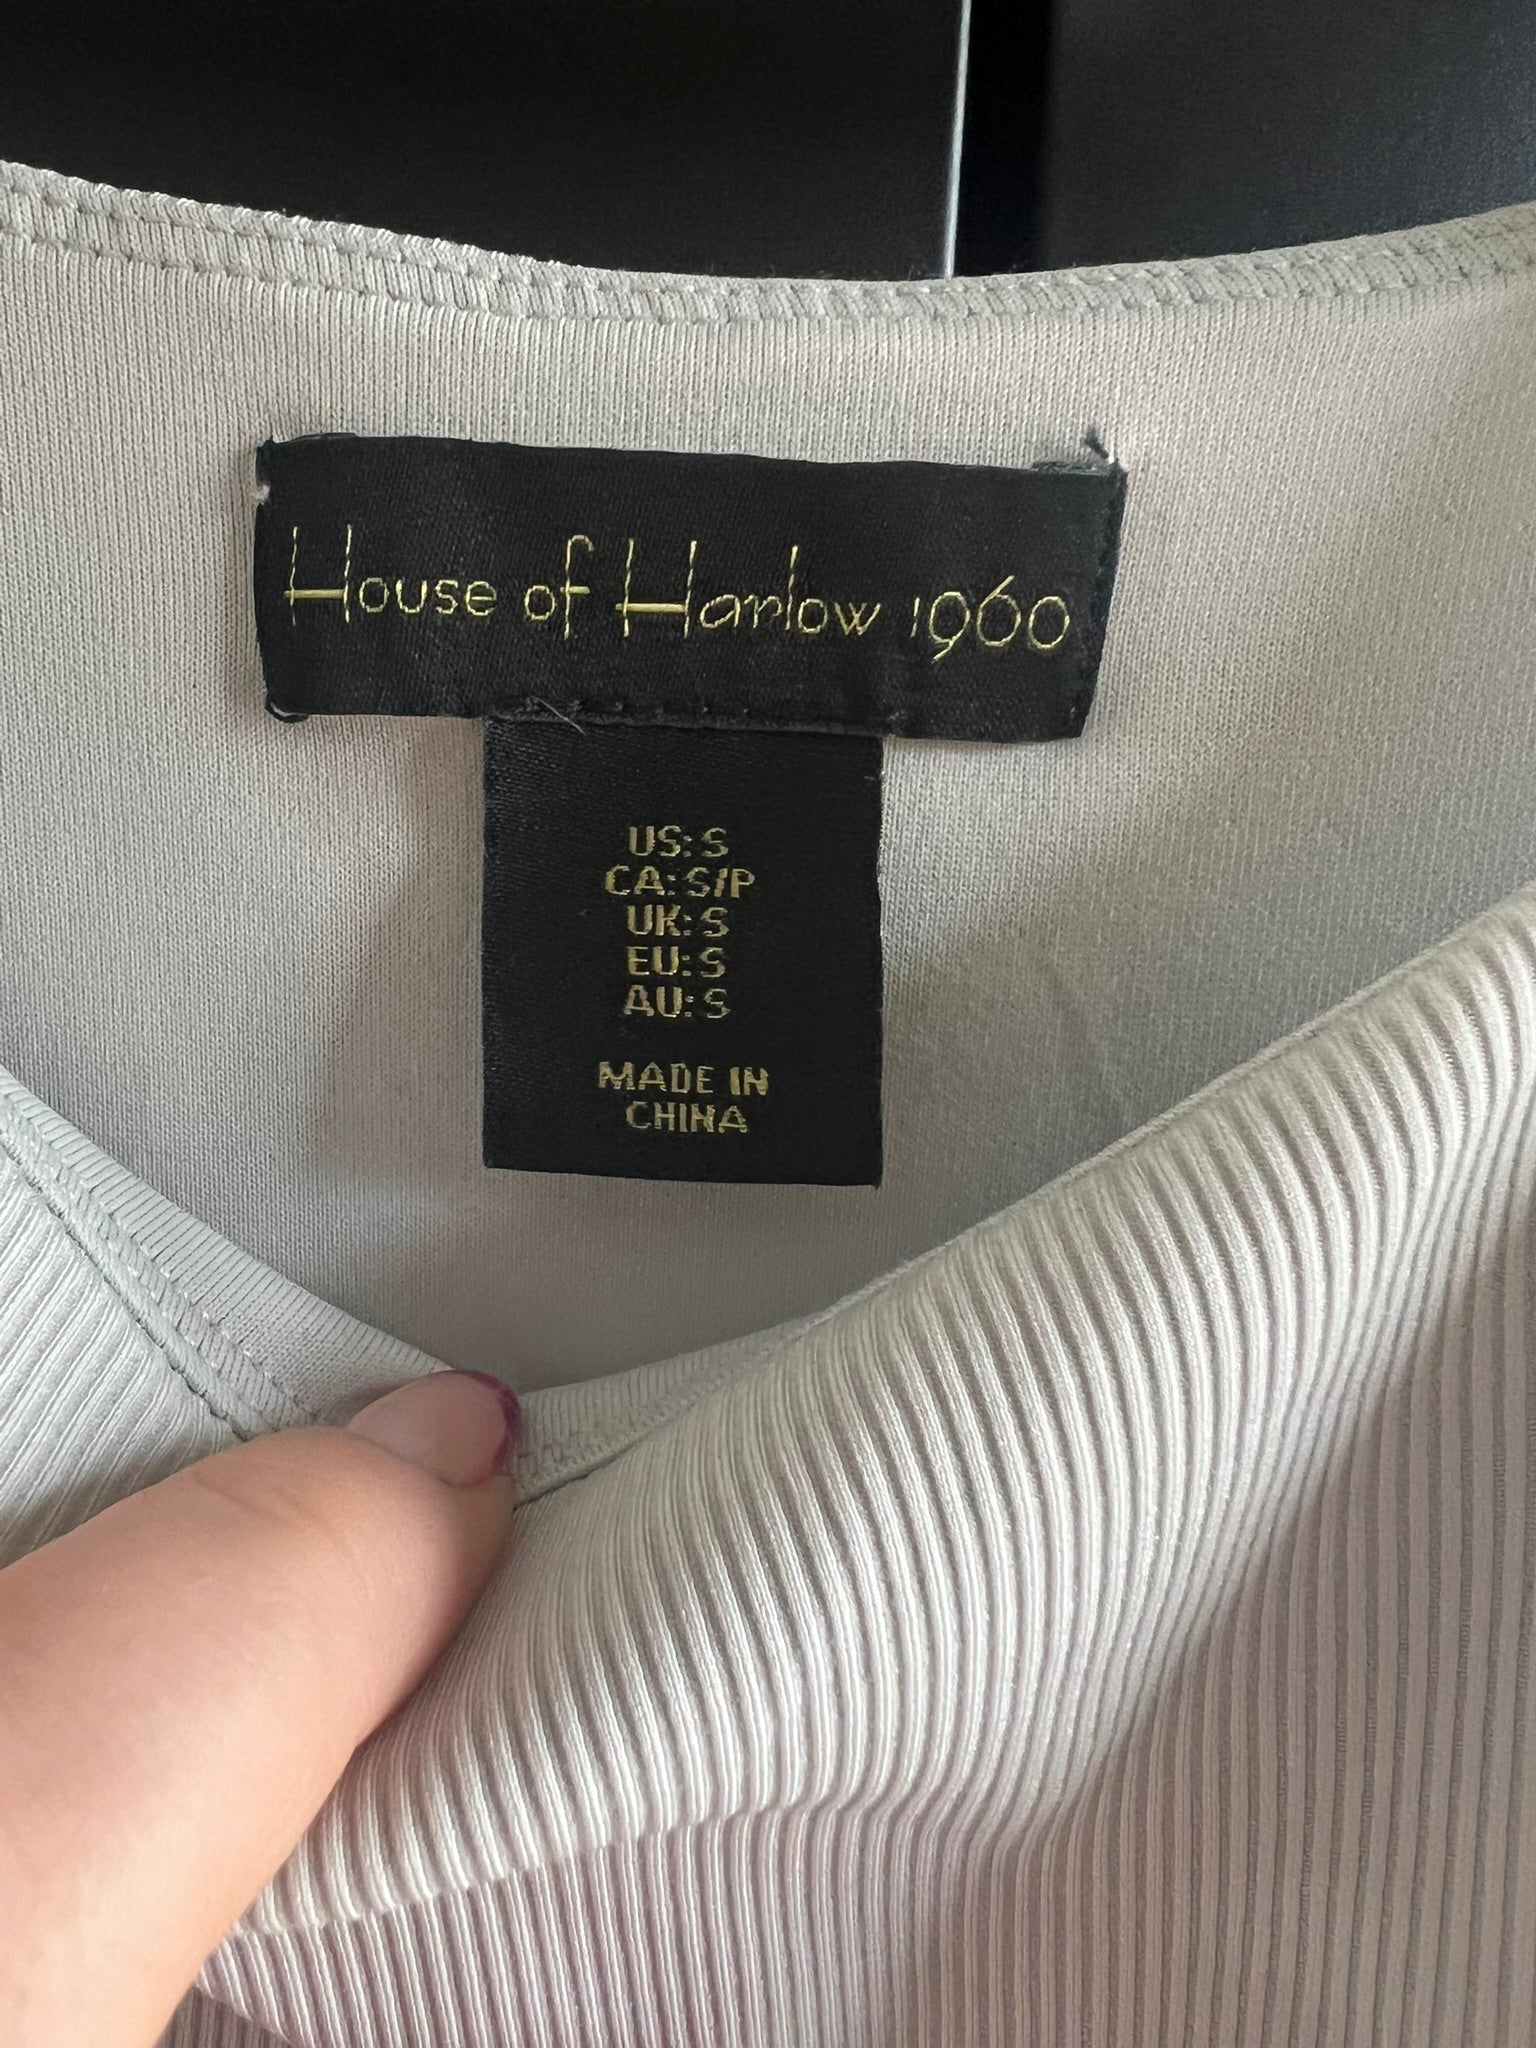 House of Harlow 1960
US: S
CA: S/P
UK: S
EU: S
AU: S
MADE IN
CHINA